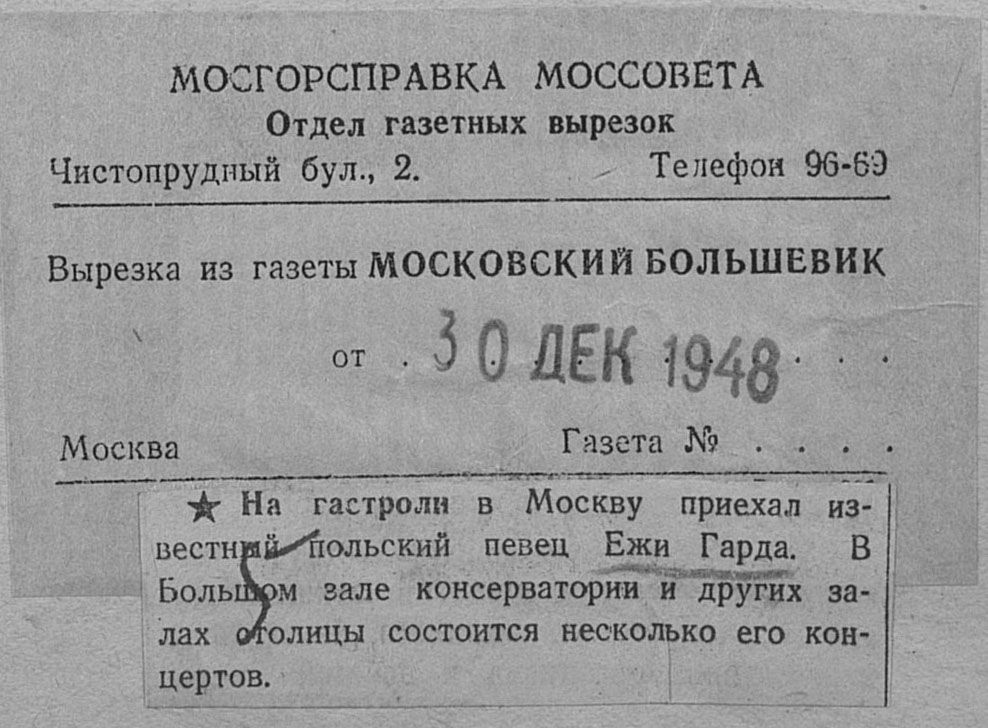 МОСГОРСПРАВКА МОССОВЕТА
Отдел газетных вырезок
Чистопрудный бул., 2. Телефон 96-69
Вырезка из газеты МОСКОВСКИЙ БОЛЬШЕВИК
от . 30 ДЕК 1948 . . .
Москва Газета № . . . .
★ На гастроли в Москву приехал из-
вестный польский певец Ежи Гарда. В
Большом зале консерватории и других за-
лах столицы состоится несколько его кон-
цертов.